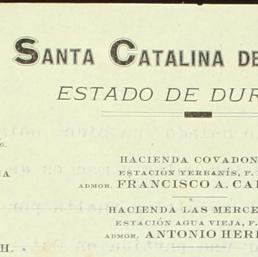 SANTA CATALINA DE
ESTADO DE DUR
HACIENDA COVADON
ESTACIÓN YERBANÍS, F.
ADMOR. FRANCISCO A. CA
HACIENDA LAS MERCE
ESTACIÓN AGUA VIEJA, F.
ADMOR. ANTONIO HER
H.